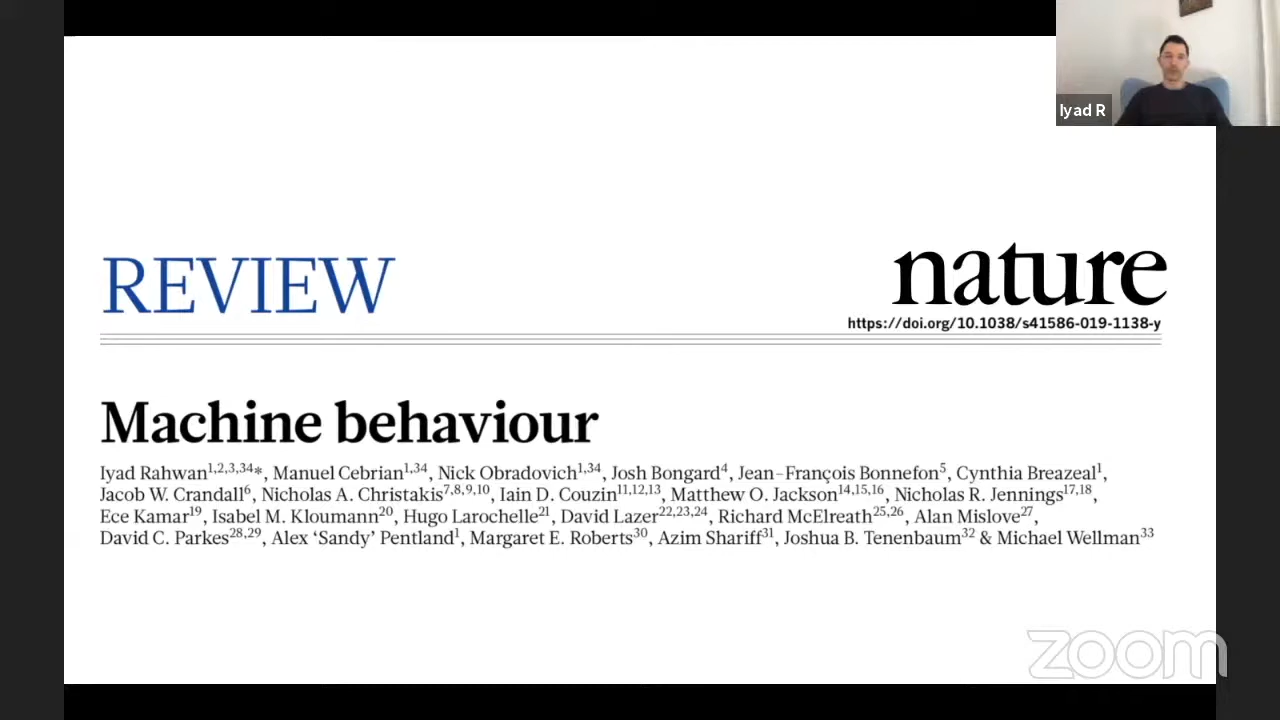 Iyad R
REVIEW
nature
https://doi.org/10.1038/s41586-019-1138-y
Machine behaviour
Iyad Rahwan1,2,3,34*, Manuel Cebrian1,34, Nick Obradovich1,34, Josh Bongard4, Jean-François Bonnefon5, Cynthia Breazeal1,
Jacob W. Crandall6, Nicholas A. Christakis7,8,9,10, Iain D. Couzin11,12,13, Matthew O. Jackson14,15,16, Nicholas R. Jennings17,18,
Ece Kamar19, Isabel M. Kloumann20, Hugo Larochelle21, David Lazer22,23,24, Richard McElreath25,26, Alan Mislove27,
David C. Parkes28,29, Alex ‘Sandy’ Pentland1, Margaret E. Roberts30, Azim Shariff31, Joshua B. Tenenbaum32 & Michael Wellman33
zoom